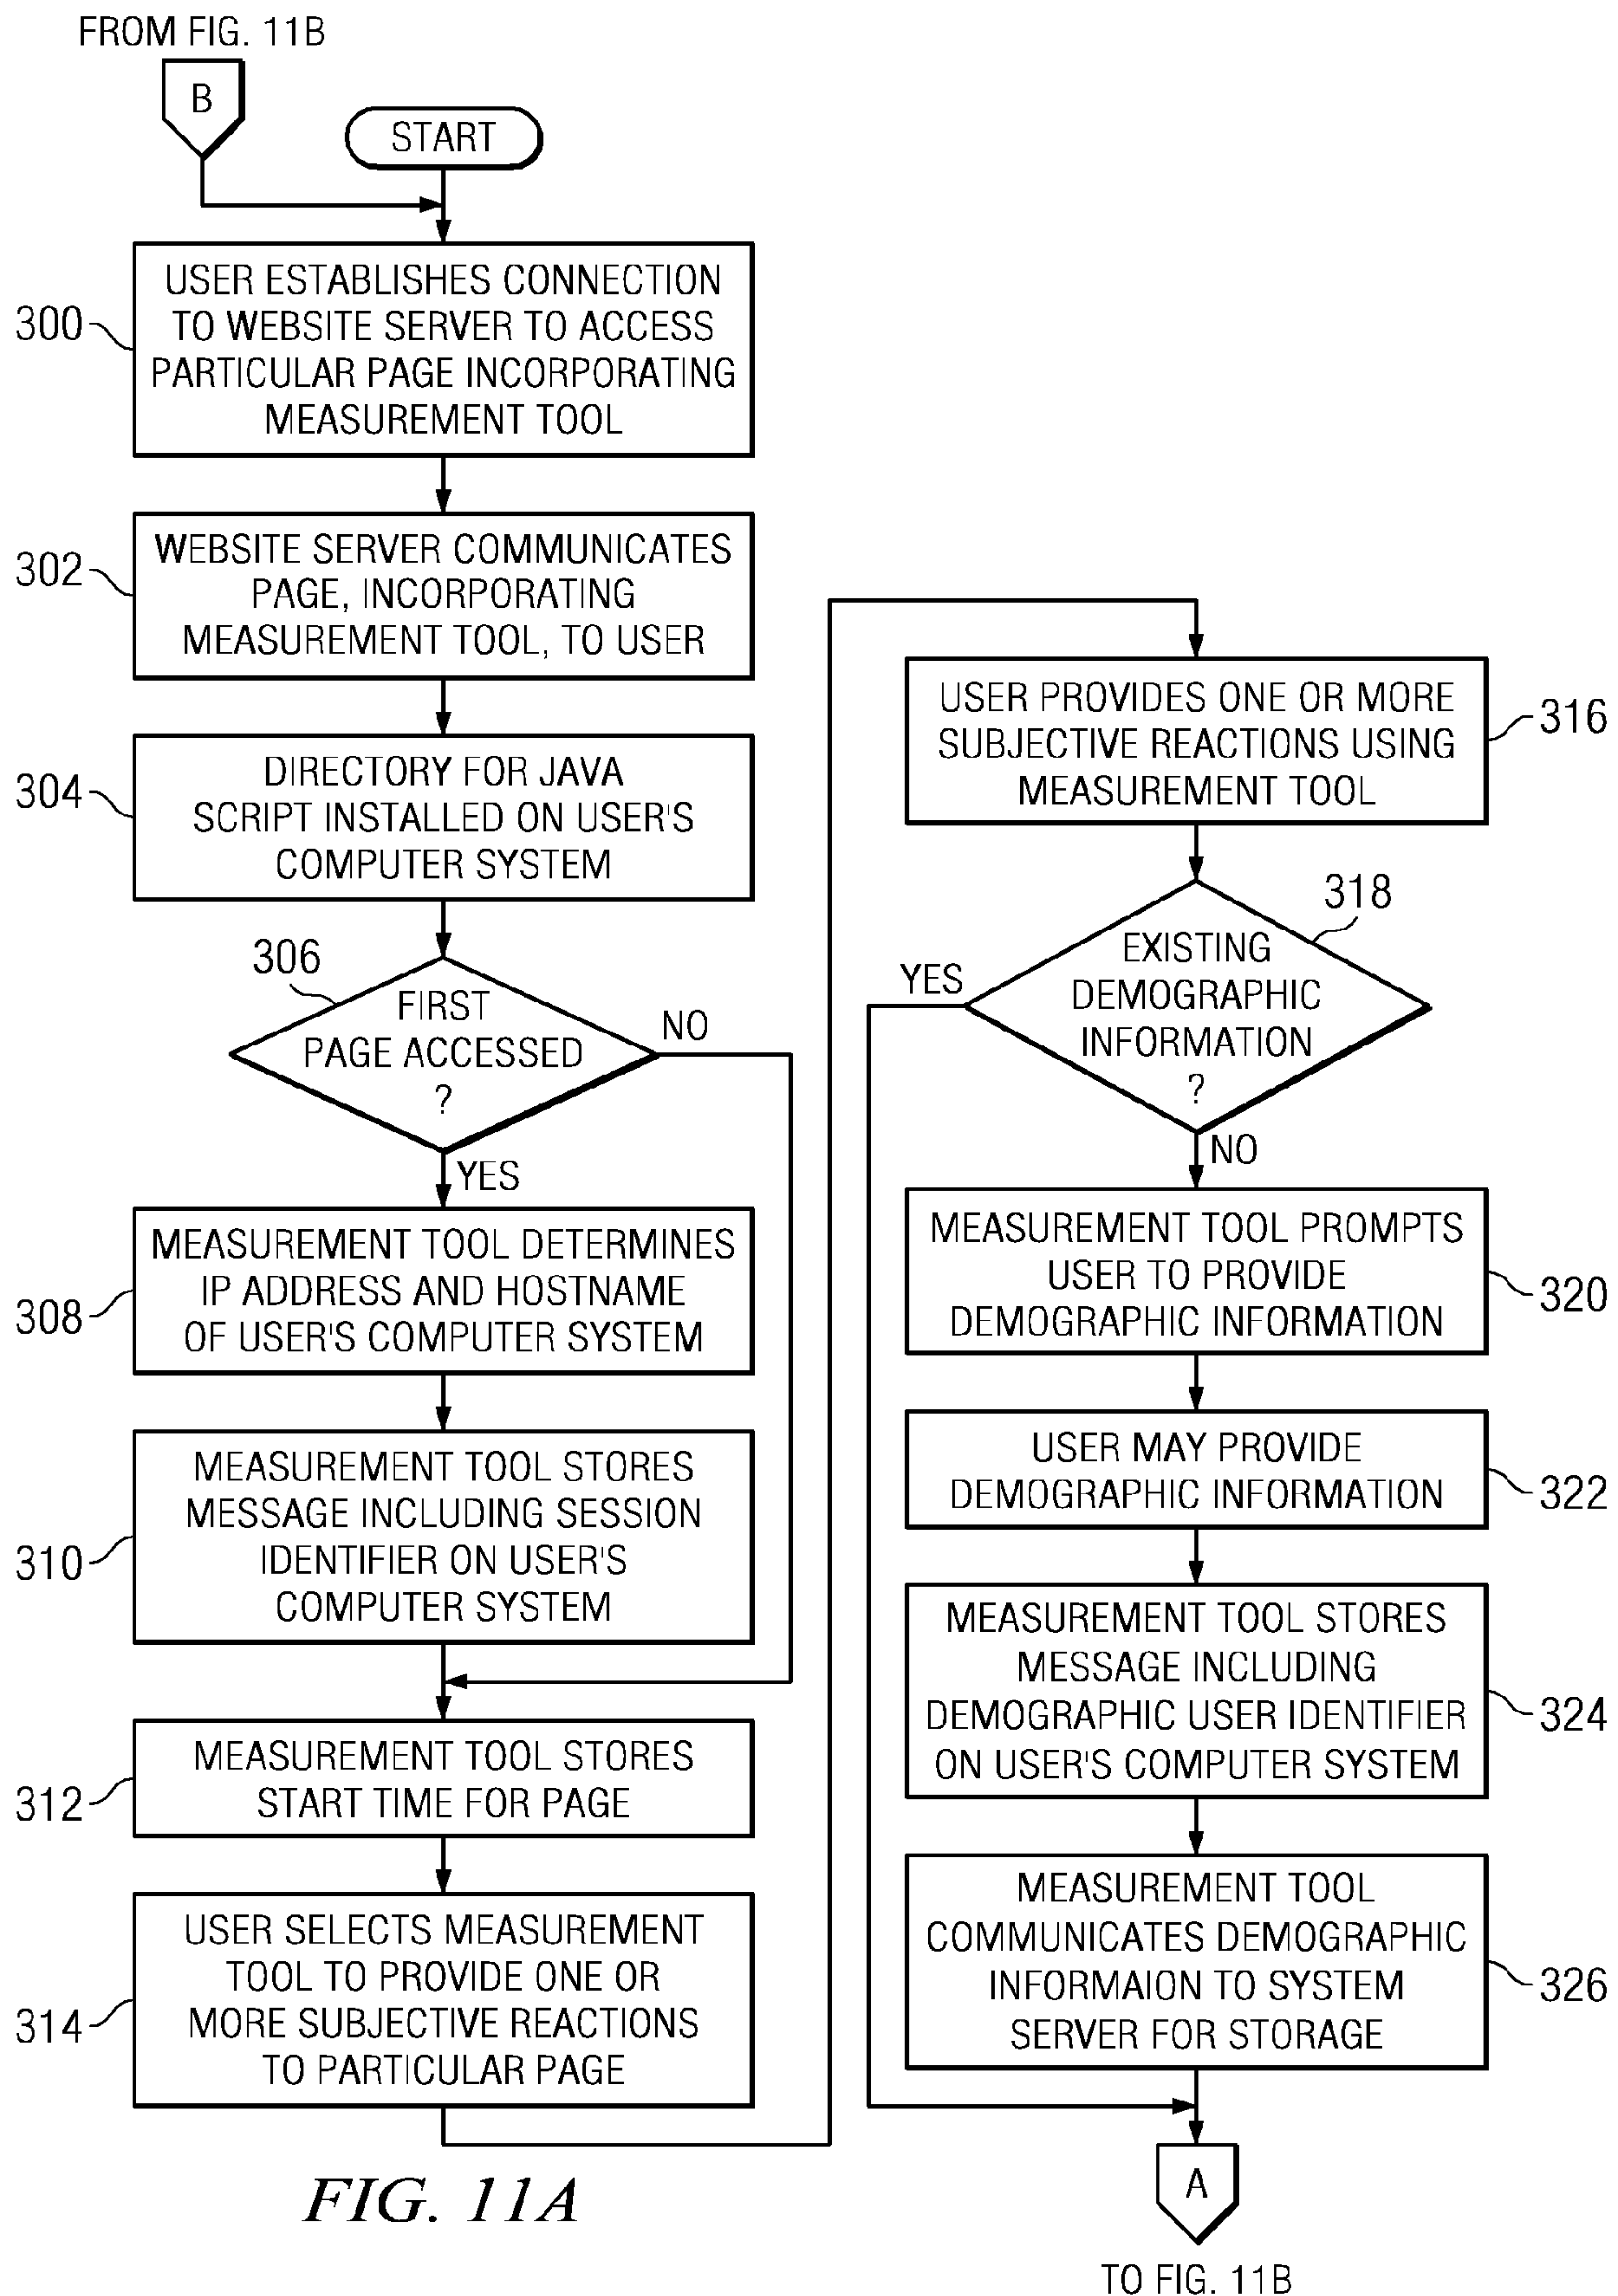 FROM FIG. 11B
B
START
300
USER ESTABLISHES CONNECTION
TO WEBSITE SERVER TO ACCESS
PARTICULAR PAGE INCORPORATING
MEASUREMENT TOOL
302
WEBSITE SERVER COMMUNICATES
PAGE, INCORPORATING
MEASUREMENT TOOL, TO USER
304
DIRECTORY FOR JAVA
SCRIPT INSTALLED ON USER'S
COMPUTER SYSTEM
306
FIRST
PAGE ACCESSED
?
NO
YES
308
MEASUREMENT TOOL DETERMINES
IP ADDRESS AND HOSTNAME
OF USER'S COMPUTER SYSTEM
310
MEASUREMENT TOOL STORES
MESSAGE INCLUDING SESSION
IDENTIFIER ON USER'S
COMPUTER SYSTEM
312
MEASUREMENT TOOL STORES
START TIME FOR PAGE
314
USER SELECTS MEASUREMENT
TOOL TO PROVIDE ONE OR
MORE SUBJECTIVE REACTIONS
TO PARTICULAR PAGE
316
USER PROVIDES ONE OR MORE
SUBJECTIVE REACTIONS USING
MEASUREMENT TOOL
318
EXISTING
DEMOGRAPHIC
INFORMATION
?
YES
NO
320
MEASUREMENT TOOL PROMPTS
USER TO PROVIDE
DEMOGRAPHIC INFORMATION
322
USER MAY PROVIDE
DEMOGRAPHIC INFORMATION
324
MEASUREMENT TOOL STORES
MESSAGE INCLUDING
DEMOGRAPHIC USER IDENTIFIER
ON USER'S COMPUTER SYSTEM
326
MEASUREMENT TOOL
COMMUNICATES DEMOGRAPHIC
INFORMAION TO SYSTEM
SERVER FOR STORAGE
A
TO FIG. 11B
FIG. 11A